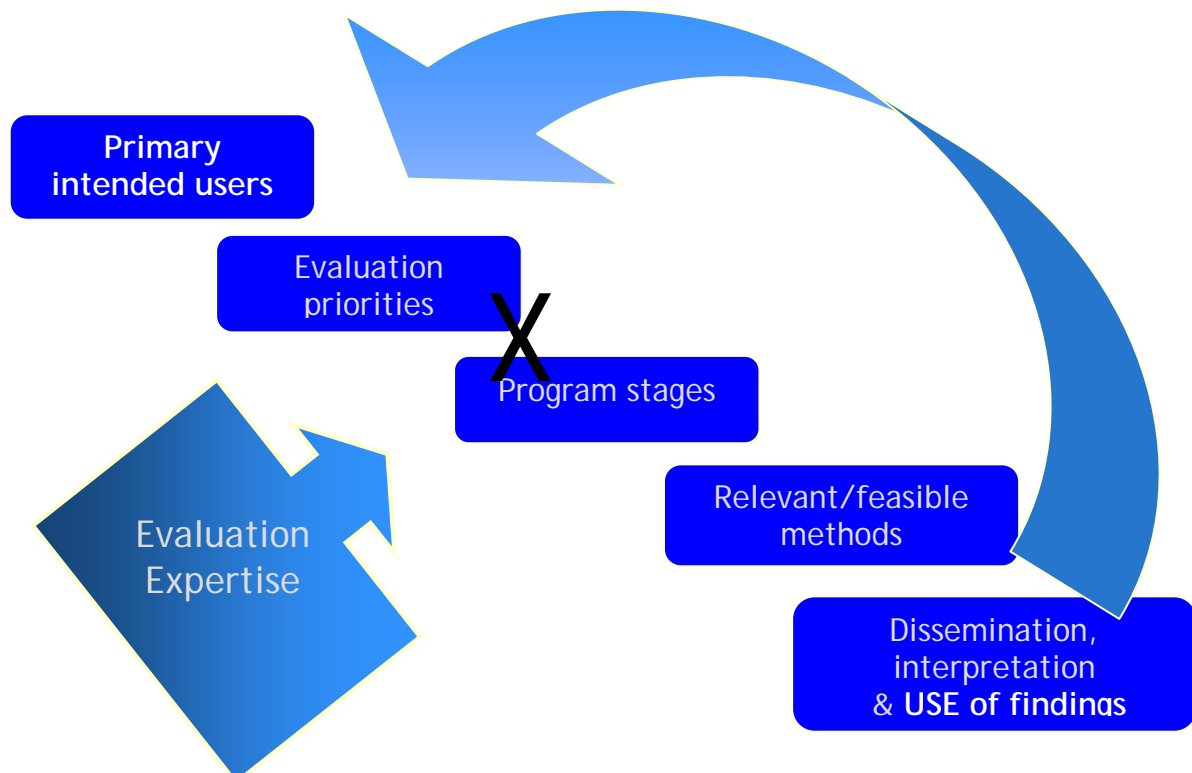 Primary
intended users
Evaluation
priorities
X
Program stages
Relevant/feasible
methods
Evaluation
Expertise
Dissemination,
interpretation
& USE of findings